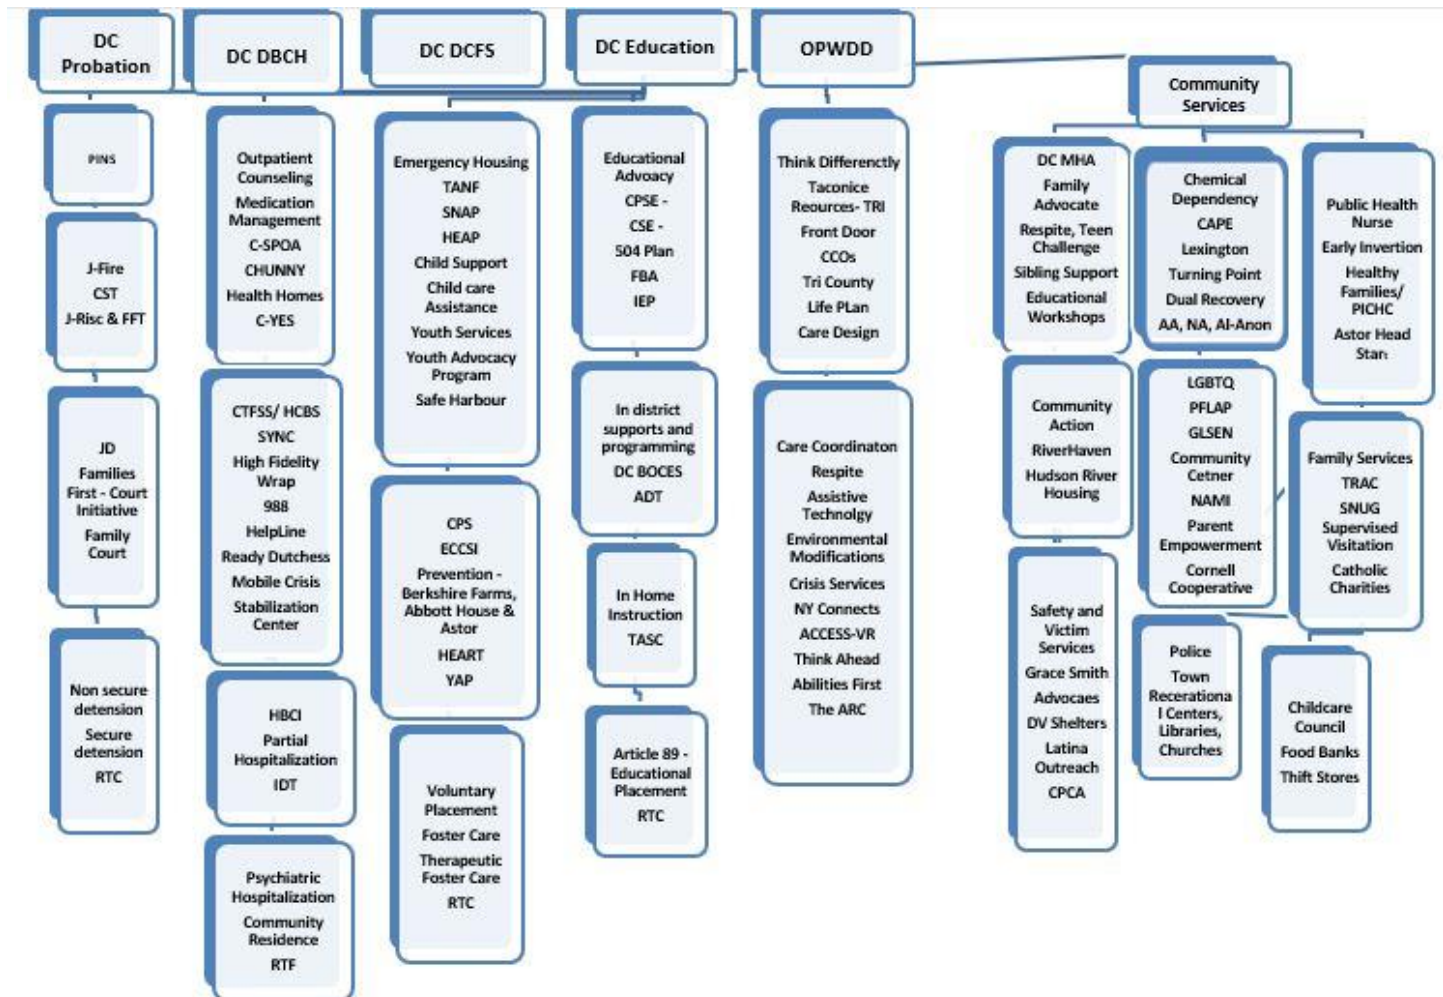 DC
Probation
DC DBCH
DC DCFS
DC Education
OPWDD
Community
Services
PINS
J-Fire
CST
J-Risc & FFT
JD
Families
First - Court
Initiative
Family
Court
Non secure
detension
Secure
detension
RTC
Outpatient
Counseling
Medication
Management
C-SPOA
CHUNNY
Health Homes
C-YES
CTFSS/ HCBS
SYNC
High Fidelity
Wrap
988
HelpLine
Ready Dutchess
Mobile Crisis
Stabilization
Center
HBCI
Partial
Hospitalization
IDT
Psychiatric
Hospitalization
Community
Residence
RTF
Emergency Housing
TANF
SNAP
HEAP
Child Support
Child care
Assistance
Youth Services
Youth Advocacy
Program
Safe Harbour
CPS
ECCSI
Prevention -
Berkshire Farms,
Abbott House &
Astor
HEART
YAP
Voluntary
Placement
Foster Care
Therapeutic
Foster Care
RTC
Educational
Advoacy
CPSE -
CSE -
504 Plan
FBA
IEP
In district
supports and
programming
DC BOCES
ADT
In Home
Instruction
TASC
Article 89 -
Educational
Placement
RTC
Think Differenctly
Taconice
Reources- TRI
Front Door
CCOs
Tri County
Life PLan
Care Design
Care Coordinaton
Respite
Assistive
Technolgy
Environmental
Modifications
Crisis Services
NY Connects
ACCESS-VR
Think Ahead
Abilities First
The ARC
DC MHA
Family
Advocate
Respite, Teen
Challenge
Sibling Support
Educational
Workshops
Community
Action
RiverHaven
Hudson River
Housing
Safety and
Victim
Services
Grace Smith
Advocaes
DV Shelters
Latina
Outreach
CPCA
Chemical
Dependency
CAPE
Lexington
Turning Point
Dual Recovery
AA, NA, Al-Anon
LGBTQ
PFLAP
GLSEN
Community
Cetner
NAMI
Parent
Empowerment
Cornell
Cooperative
Police
Town
Recerationa
l Centers,
Libraries,
Churches
Public Health
Nurse
Early Invertion
Healthy
Families/
PICHC
Astor Head
Start
Family Services
TRAC
SNUG
Supervised
Visitation
Catholic
Charities
Childcare
Council
Food Banks
Thift Stores